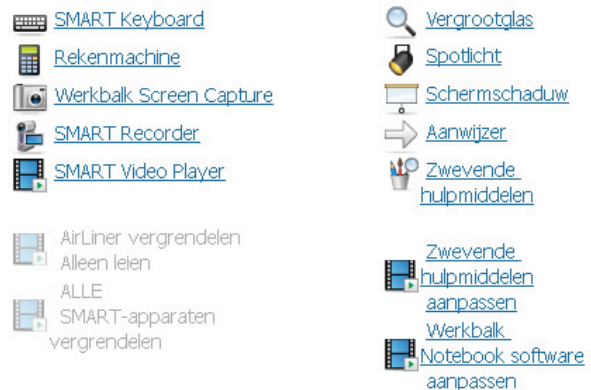 SMART Keyboard
Rekenmachine
Werkbalk Screen Capture
SMART Recorder
SMART Video Player
AirLiner vergrendelen
Alleen leien
ALLE
SMART-apparaten
vergrendelen
Vergrootglas
Spotlicht
Schermschaduw
Aanwijzer
Zwevende
hulpmiddelen
Zwevende
hulpmiddelen
aanpassen
Werkbalk
Notebook software
aanpassen